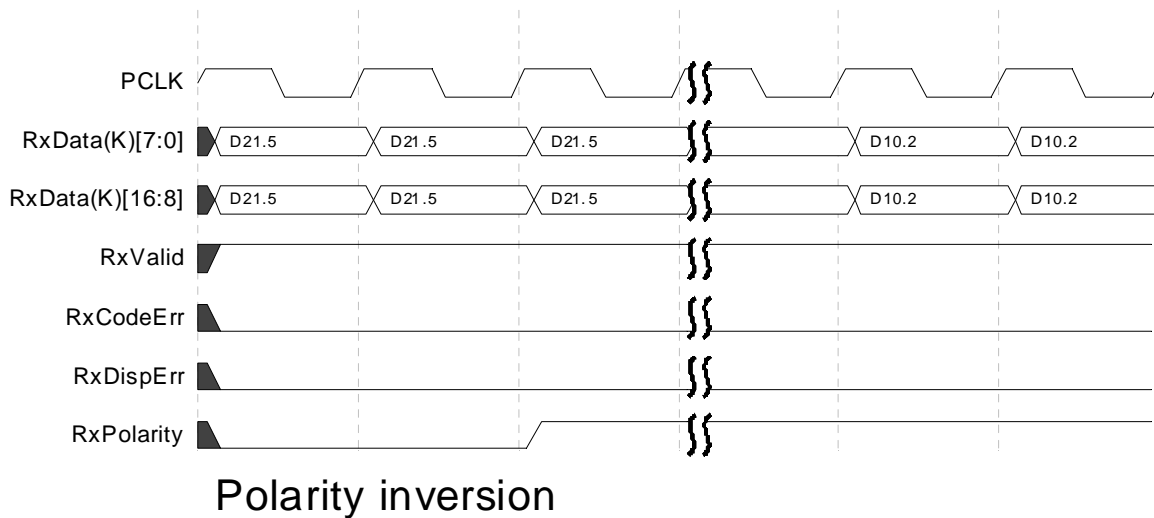 PCLK
RxData(K)[7:0] D21.5 D21.5 D21.5 D10.2 D10.2
RxData(K)[16:8] D21.5 D21.5 D21.5 D10.2 D10.2
RxValid
RxCodeErr
RxDispErr
RxPolarity
Polarity inversion